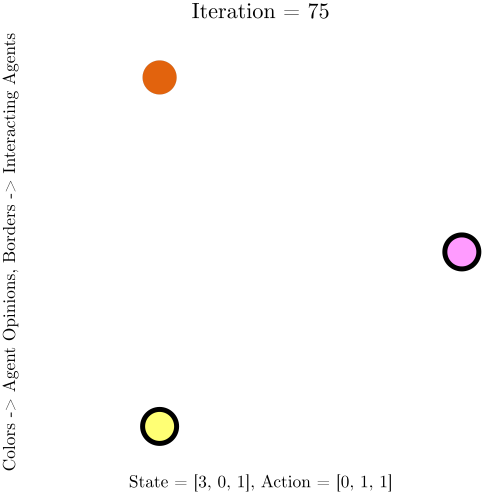 Iteration = 75
Colors -> Agent Opinions, Borders -> Interacting Agents
State = [3, 0, 1], Action = [0, 1, 1]